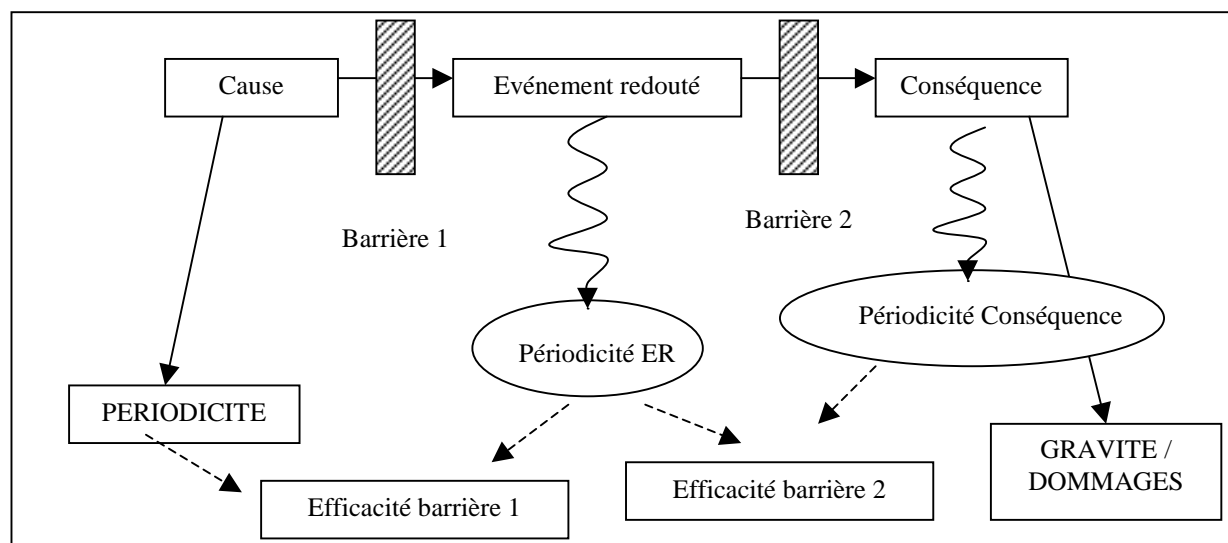 Cause
Evénement redouté
Conséquence
Barrière 1
Barrière 2
Périodicité ER
Périodicité Conséquence
PERIODICITE
Efficacité barrière 1
Efficacité barrière 2
GRAVITE /
DOMMAGES